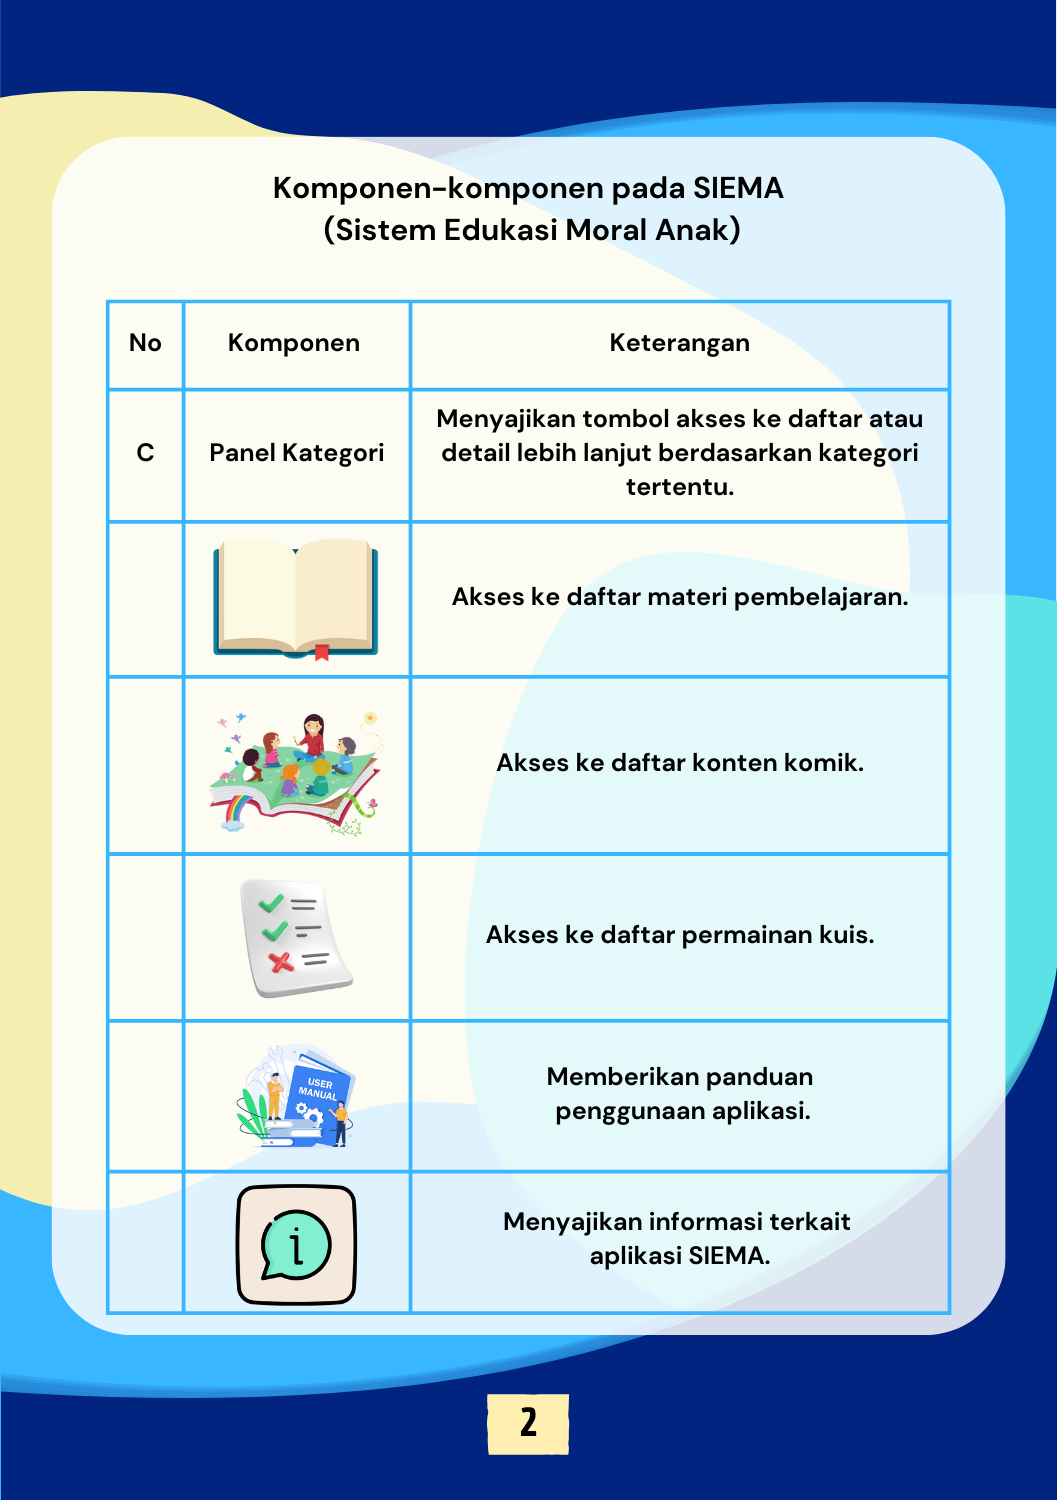 Komponen-komponen pada SIEMA
(Sistem Edukasi Moral Anak)
No
Komponen
Keterangan
C
Panel Kategori
Menyajikan tombol akses ke daftar atau
detail lebih lanjut berdasarkan kategori
tertentu.
Akses ke daftar materi pembelajaran.
Akses ke daftar konten komik.
Akses ke daftar permainan kuis.
USER
MANUAL
Memberikan panduan
penggunaan aplikasi.
i
Menyajikan informasi terkait
aplikasi SIEMA.
2